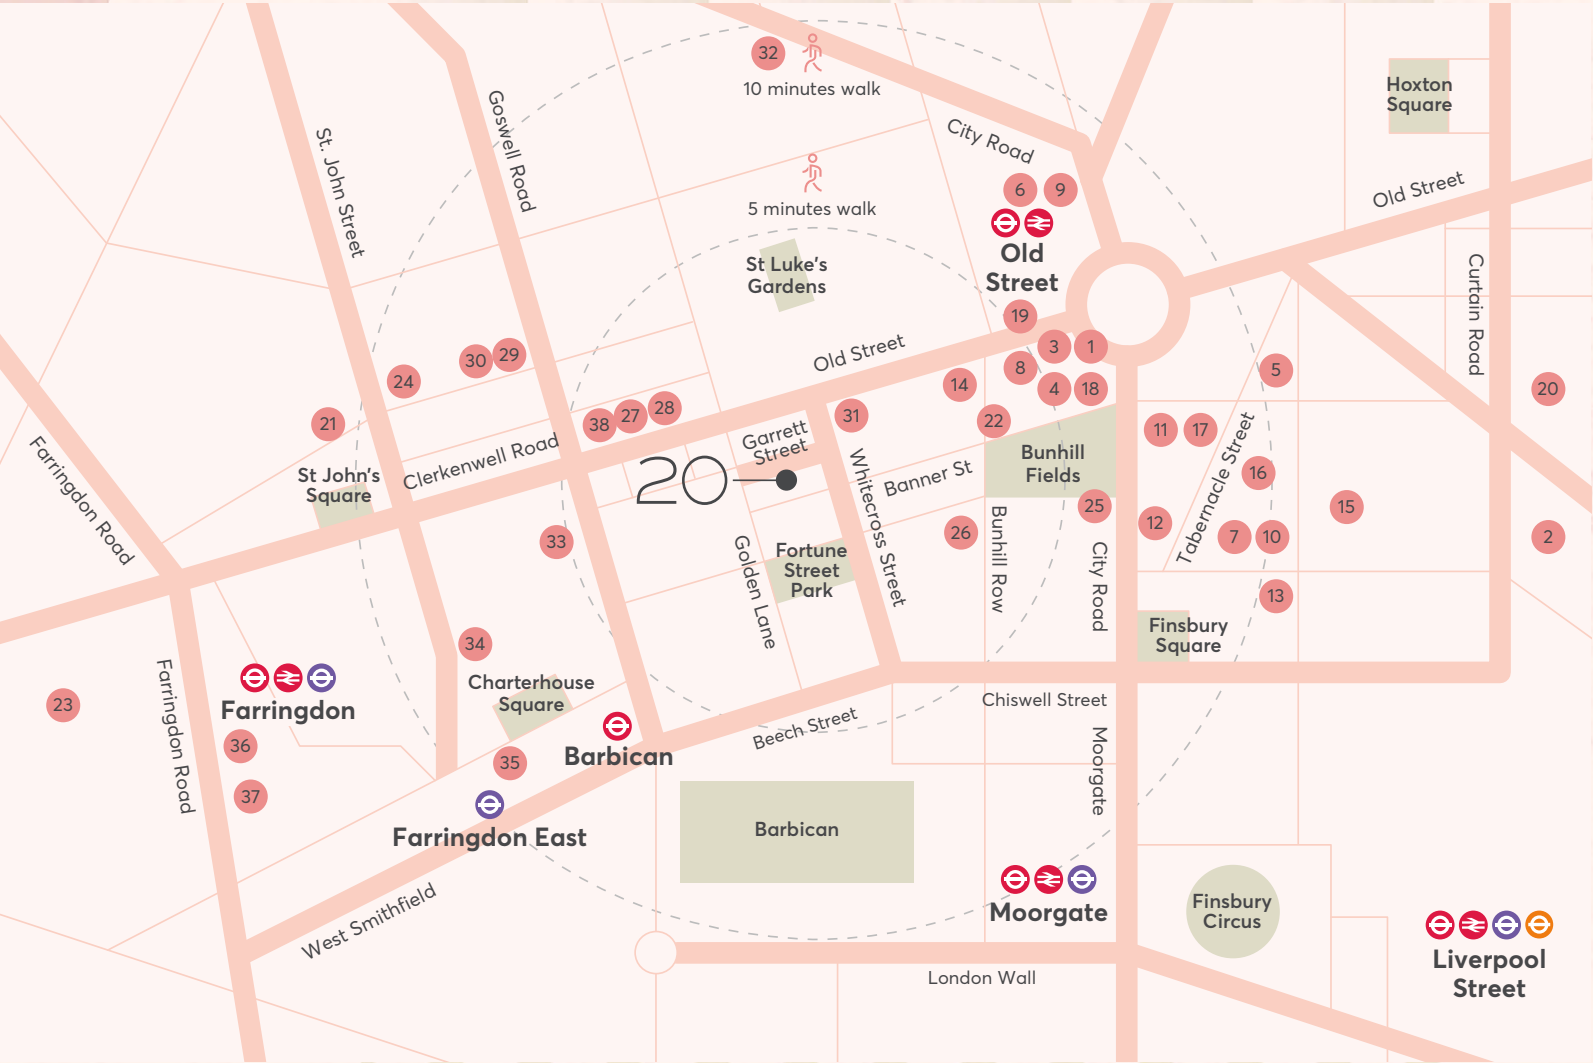 32
10 minutes walk
Hoxton
Square
Goswell Road
City Road
St. John Street
5 minutes walk
6
9
Old Street
Old
Street
St Luke's
Gardens
Curtain Road
19
Old Street
3
1
30
29
24
8
14
4
18
5
20
21
38
27
28
31
22
11
17
Garrett
Street
Clerkenwell Road
Farringdon Road
St John's
Square
20
Whitecross Street
Banner St
Bunhill
Fields
Tabernacle Street
16
25
12
15
26
7
10
2
33
Golden Lane
Fortune
Street
Park
Bunhill Row
City Road
13
Finsbury
Square
34
Charterhouse
Square
Farringdon Road
Farringdon
23
36
37
Barbican
35
Beech Street
Chiswell Street
Moorgate
Farringdon East
Barbican
West Smithfield
Moorgate
Finsbury
Circus
Liverpool
Street
London Wall